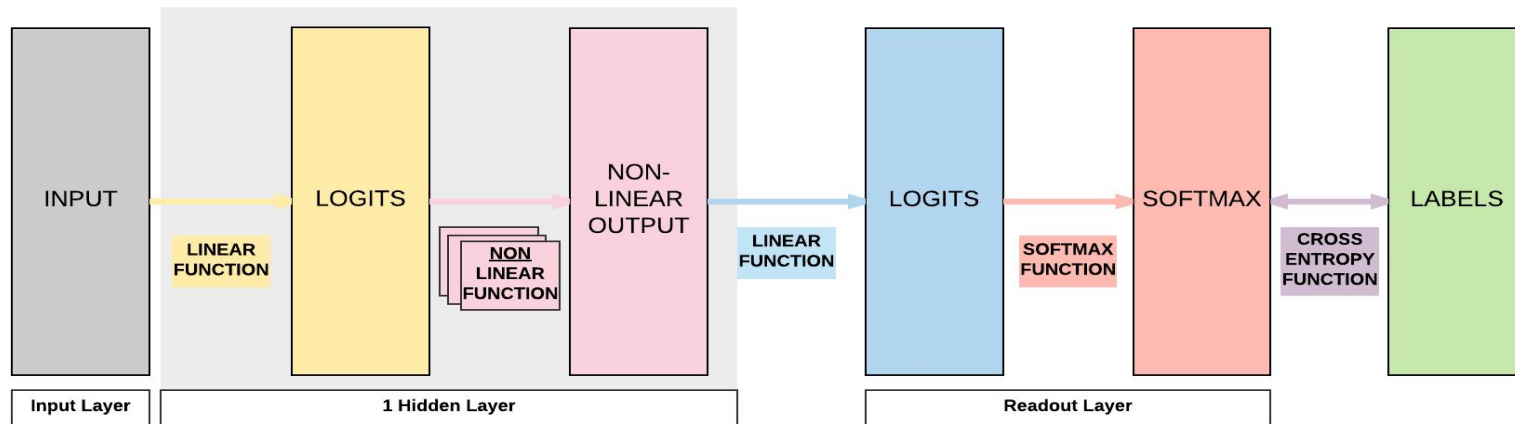 INPUT
LOGITS
NON-
LINEAR
OUTPUT
LOGITS
SOFTMAX
LABELS
LINEAR
FUNCTION
NON
LINEAR
FUNCTION
LINEAR
FUNCTION
SOFTMAX
FUNCTION
CROSS
ENTROPY
FUNCTION
Input Layer
1 Hidden Layer
Readout Layer